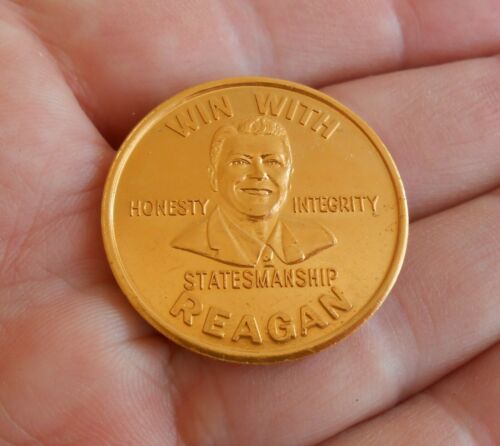 WIN WITH
HONESTY INTEGRITY
STATESMANSHIP
REAGAN